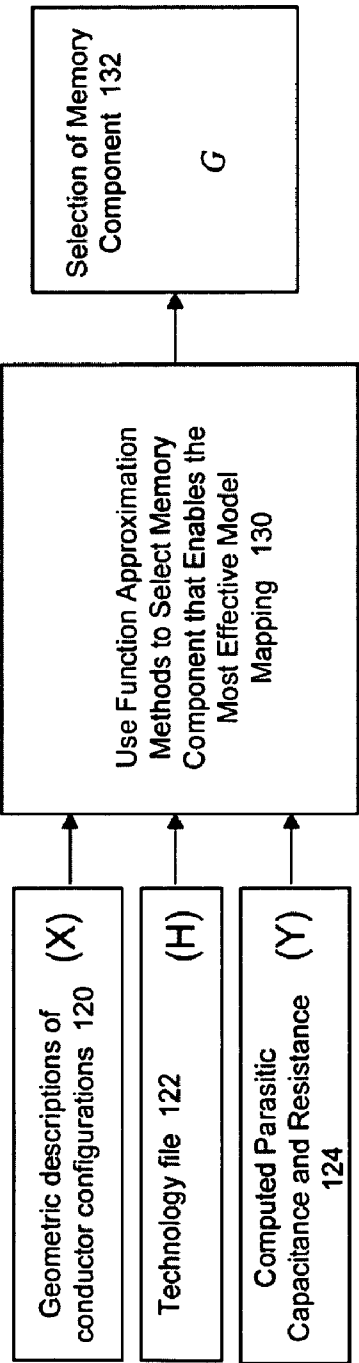 Geometric descriptions of
conductor configurations 120
(X)
Technology file 122
(H)
Computed Parasitic
Capacitance and Resistance
124
(Y)
Use Function Approximation
Methods to Select Memory
Component that Enables the
Most Effective Model
Mapping 130
Selection of Memory
Component 132
G